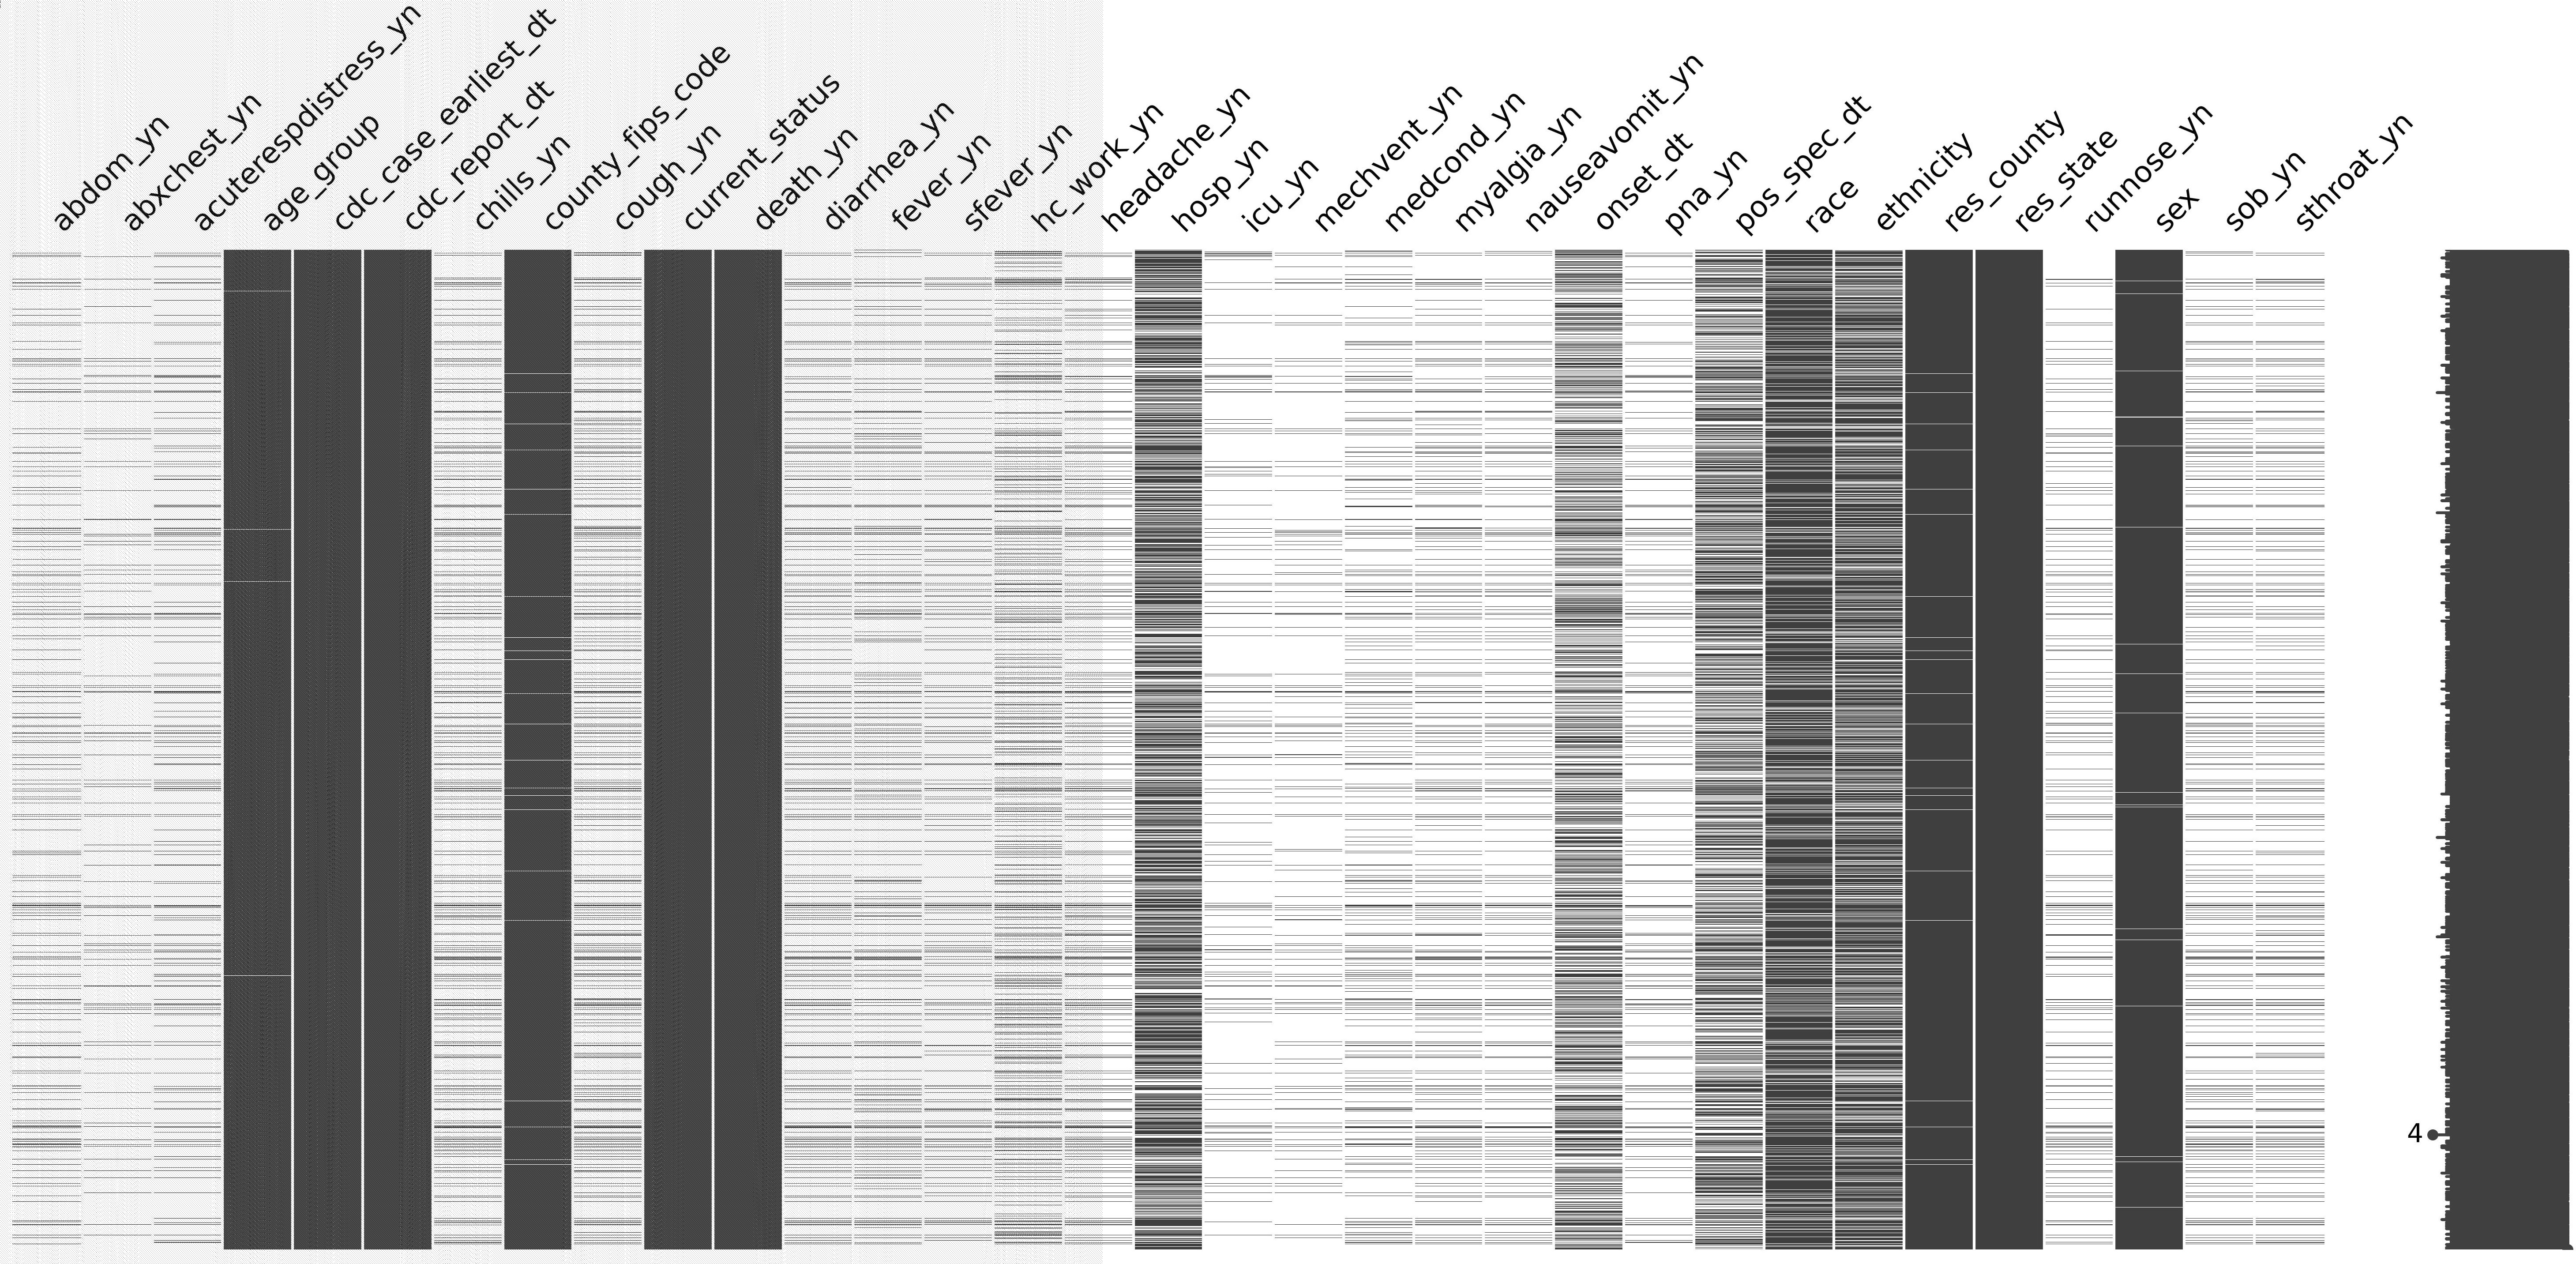 abdom_yn
abxchest_yn
acuterespdistress_yn
age_group
cdc_case_earliest_dt
cdc_report_dt
chills_yn
county_fips_code
cough_yn
current_status
death_yn
diarrhea_yn
fever_yn
sfever_yn
hc_work_yn
headache_yn
hosp_yn
icu_yn
mechvent_yn
medcond_yn
myalgia_yn
nauseavomit_yn
onset_dt
pna_yn
pos_spec_dt
race
ethnicity
res_county
res_state
runnose_yn
sex
sob_yn
sthroat_yn
4